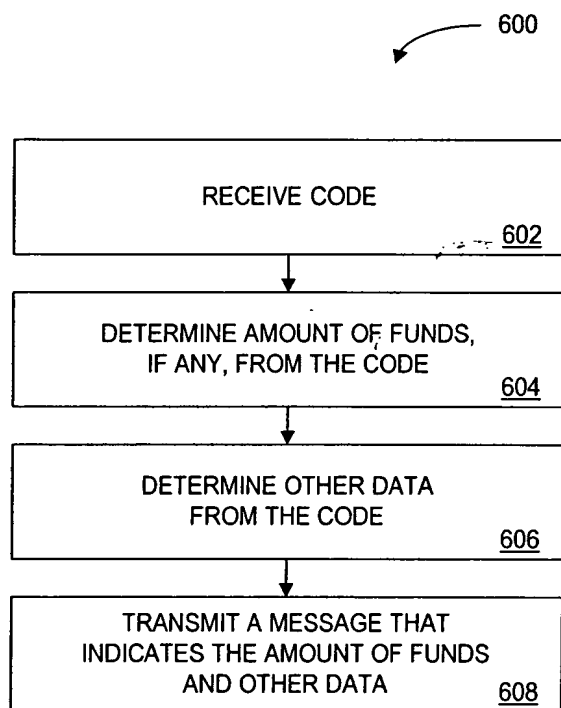 600
RECEIVE CODE
602
DETERMINE AMOUNT OF FUNDS,
IF ANY, FROM THE CODE
604
DETERMINE OTHER DATA
FROM THE CODE
606
TRANSMIT A MESSAGE THAT
INDICATES THE AMOUNT OF FUNDS
AND OTHER DATA
608